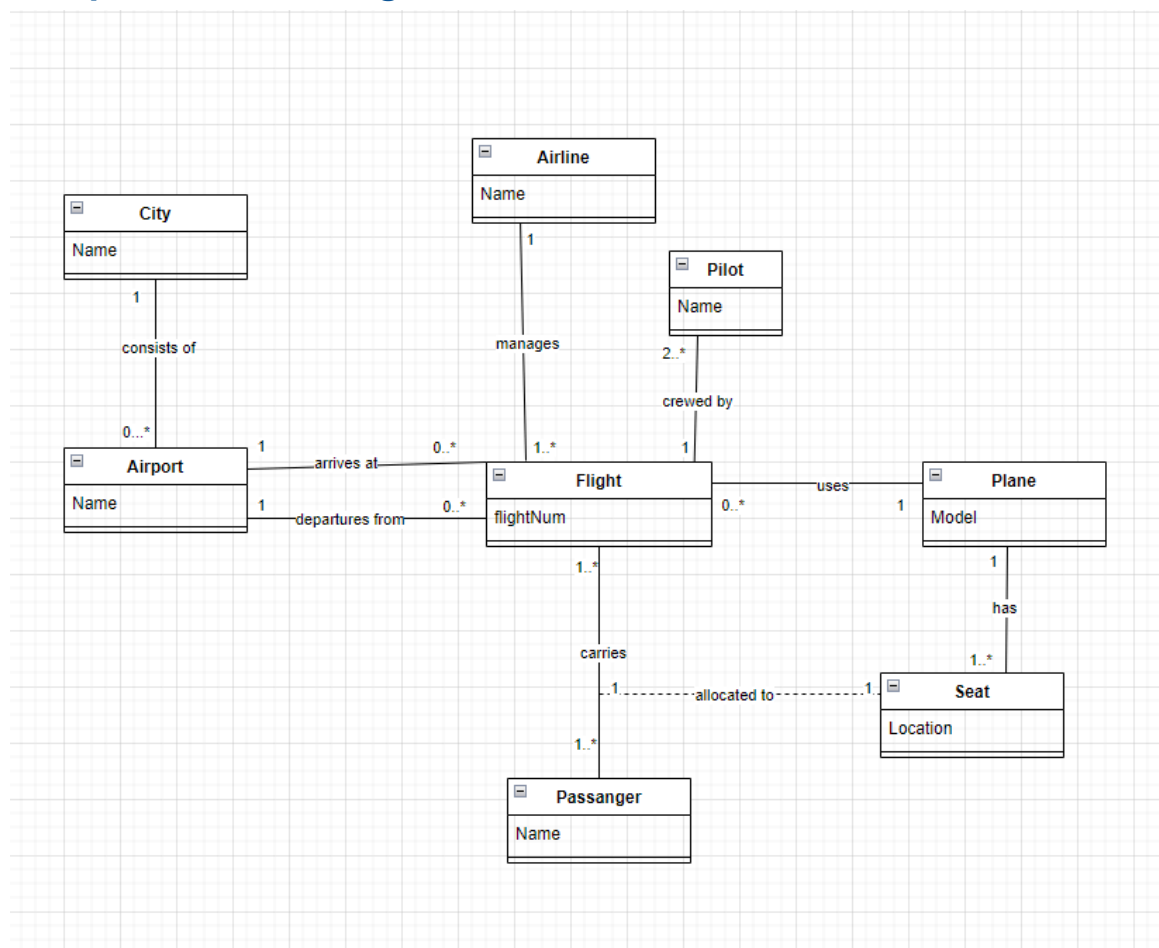 Airline
Name
City
Name
1
Pilot
Name
1
consists of
manages
2..*
crewed by
0...*
1
0..*
1..*
1
Airport
Name
arrives at
Flight
flightNum
Plane
Model
uses
1
departures from
0..*
0..*
1
1..*
1
has
carries
1..*
1
allocated to
1
Seat
Location
1..*
Passanger
Name